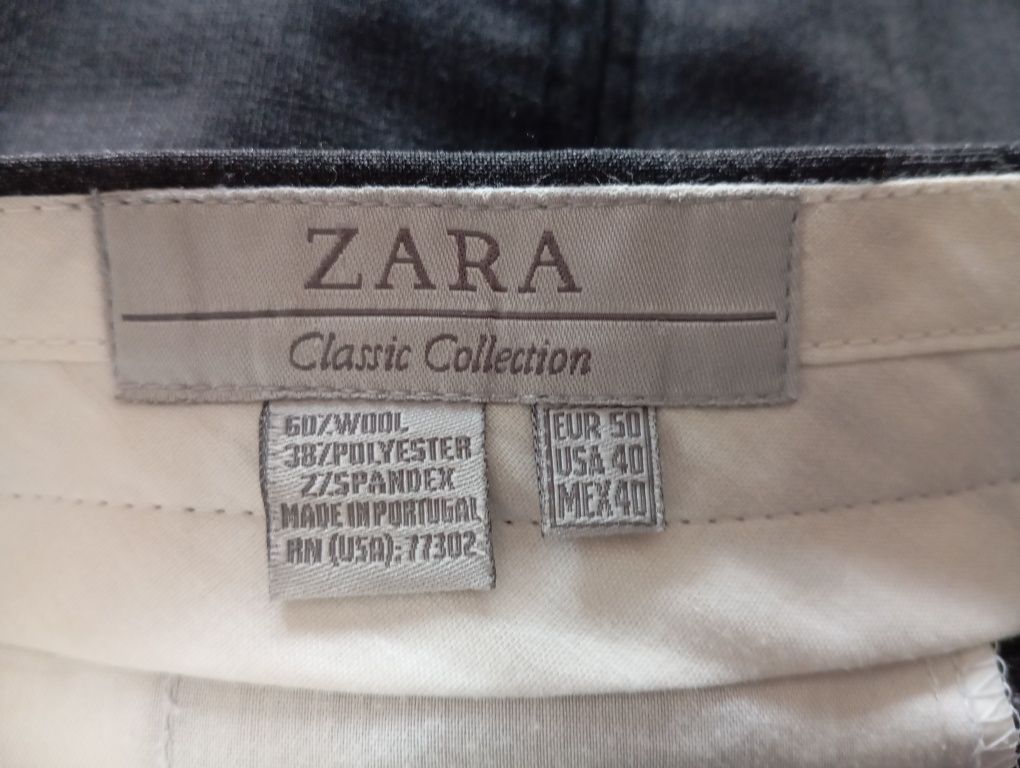 ZARA
Classic Collection
60%WOOL
38%POLYESTER
2%SPANDEX
MADE IN PORTUGAL
RN (USA): 77302
EUR 50
USA 40
MEX 40